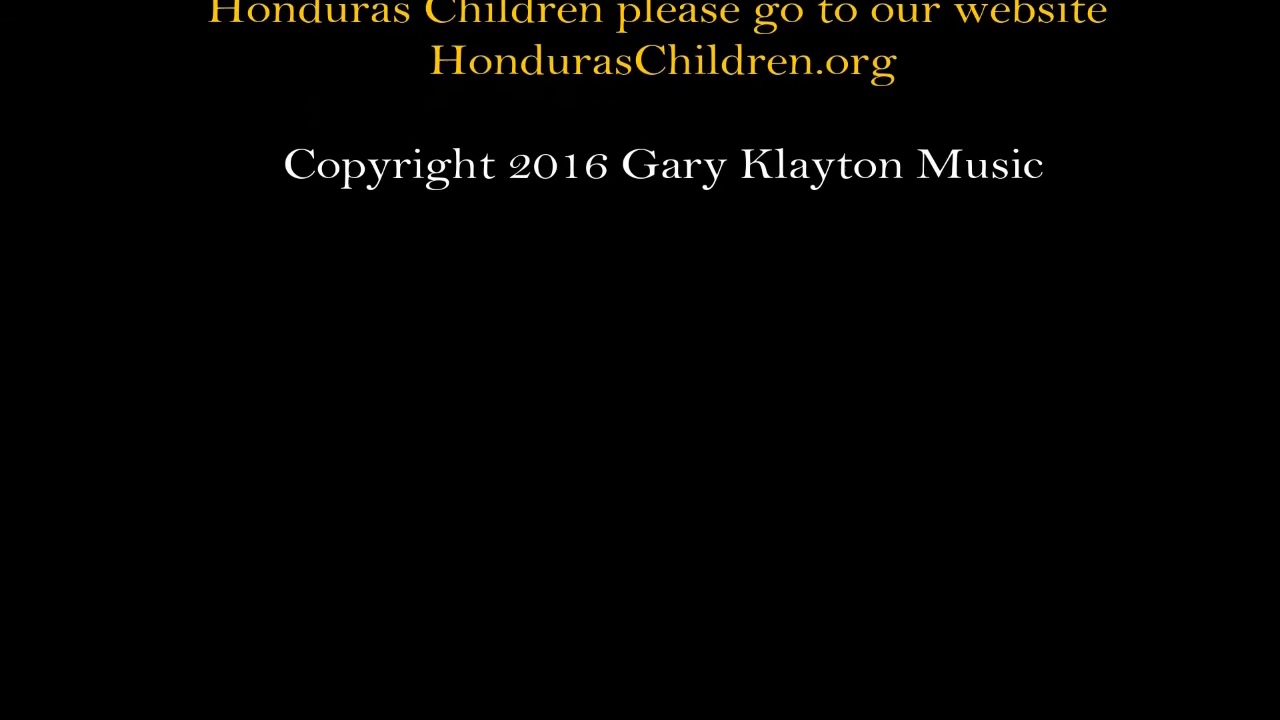 Honduras Children please go to our website
HondurasChildren.org
Copyright 2016 Gary Klayton Music